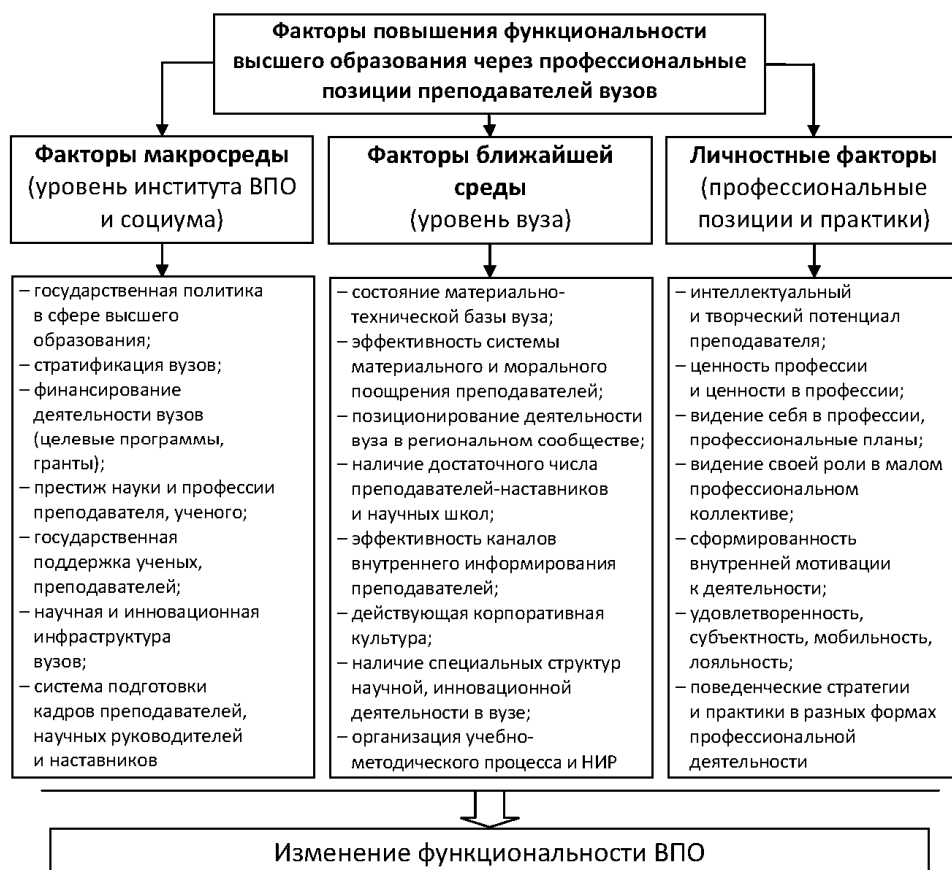 Факторы повышения функциональности
высшего образования через профессиональные
позиции преподавателей вузов
Факторы макросреды
(уровень института ВПО
и социума)
Факторы ближайшей
среды
(уровень вуза)
Личностные факторы
(профессиональные
позиции и практики)
– государственная политика
в сфере высшего
образования;
– стратификация вузов;
– финансирование
деятельности вузов
(целевые программы,
гранты);
– престиж науки и профессии
преподавателя, ученого;
– государственная
поддержка ученых,
преподавателей;
– научная и инновационная
инфраструктура
вузов;
– система подготовки
кадров преподавателей,
научных руководителей
и наставников
– состояние материально-
технической базы вуза;
– эффективность системы
материального и морального
поощрения преподавателей;
– позиционирование деятельности
вуза в региональном сообществе;
– наличие достаточного числа
преподавателей-наставников
и научных школ;
– эффективность каналов
внутреннего информирования
преподавателей;
– действующая корпоративная
культура;
– наличие специальных структур
научной, инновационной
деятельности в вузе;
– организация учебно-
методического процесса и НИР
– интеллектуальный
и творческий потенциал
преподавателя;
– ценность профессии
и ценности в профессии;
– видение себя в профессии,
профессиональные планы;
– видение своей роли в малом
профессиональном
коллективе;
– сформированность
внутренней мотивации
к деятельности;
– удовлетворенность,
субъектность, мобильность,
лояльность;
– поведенческие стратегии
и практики в разных формах
профессиональной
деятельности
Изменение функциональности ВПО